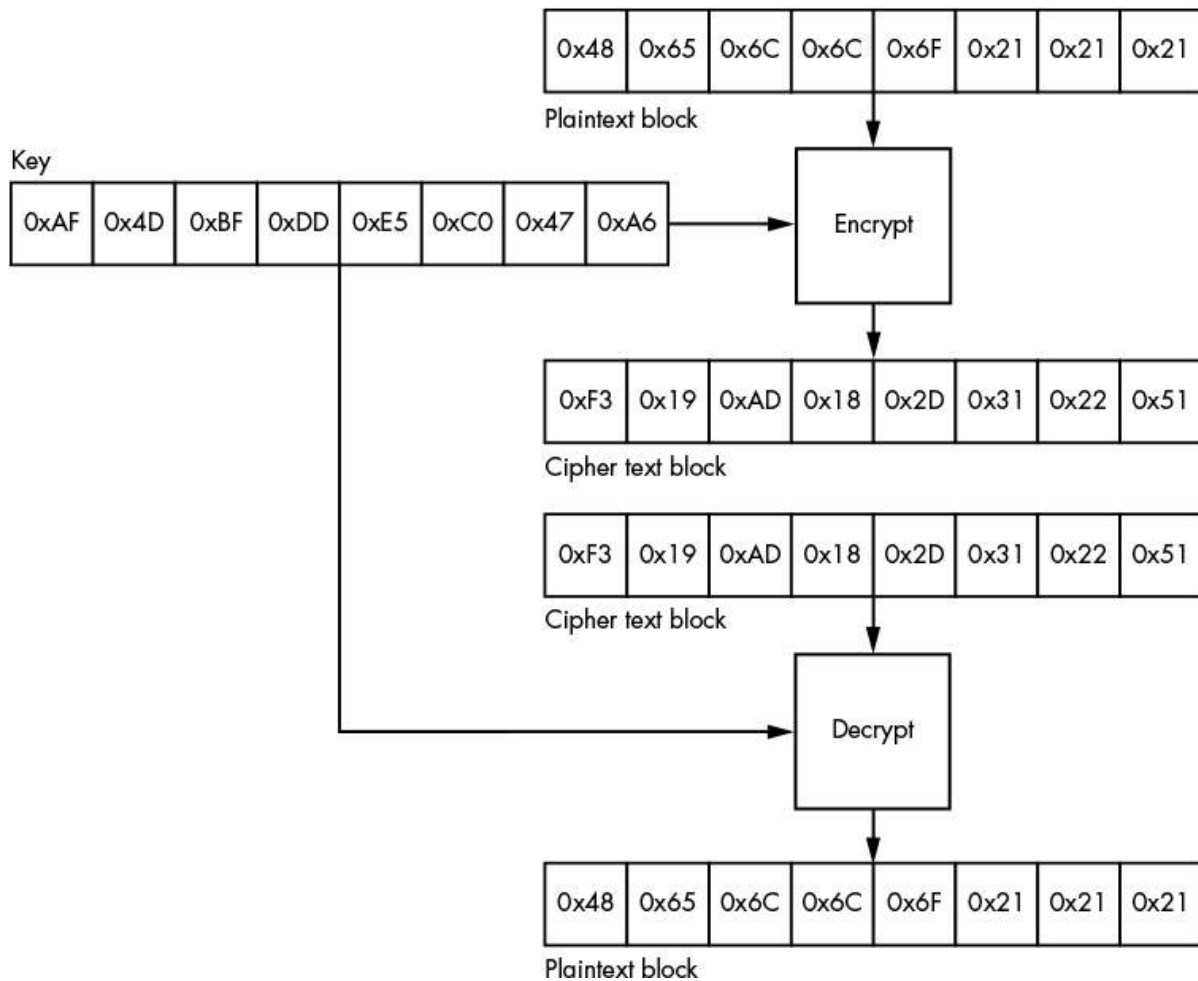 0x48 0x65 0x6C 0x6C 0x6F 0x21 0x21 0x21
Plaintext block
Key
0xAF 0x4D 0xBF 0xDD 0xE5 0xC0 0x47 0xA6
Encrypt
0xF3 0x19 0xAD 0x18 0x2D 0x31 0x22 0x51
Cipher text block
0xF3 0x19 0xAD 0x18 0x2D 0x31 0x22 0x51
Cipher text block
Decrypt
0x48 0x65 0x6C 0x6C 0x6F 0x21 0x21 0x21
Plaintext block